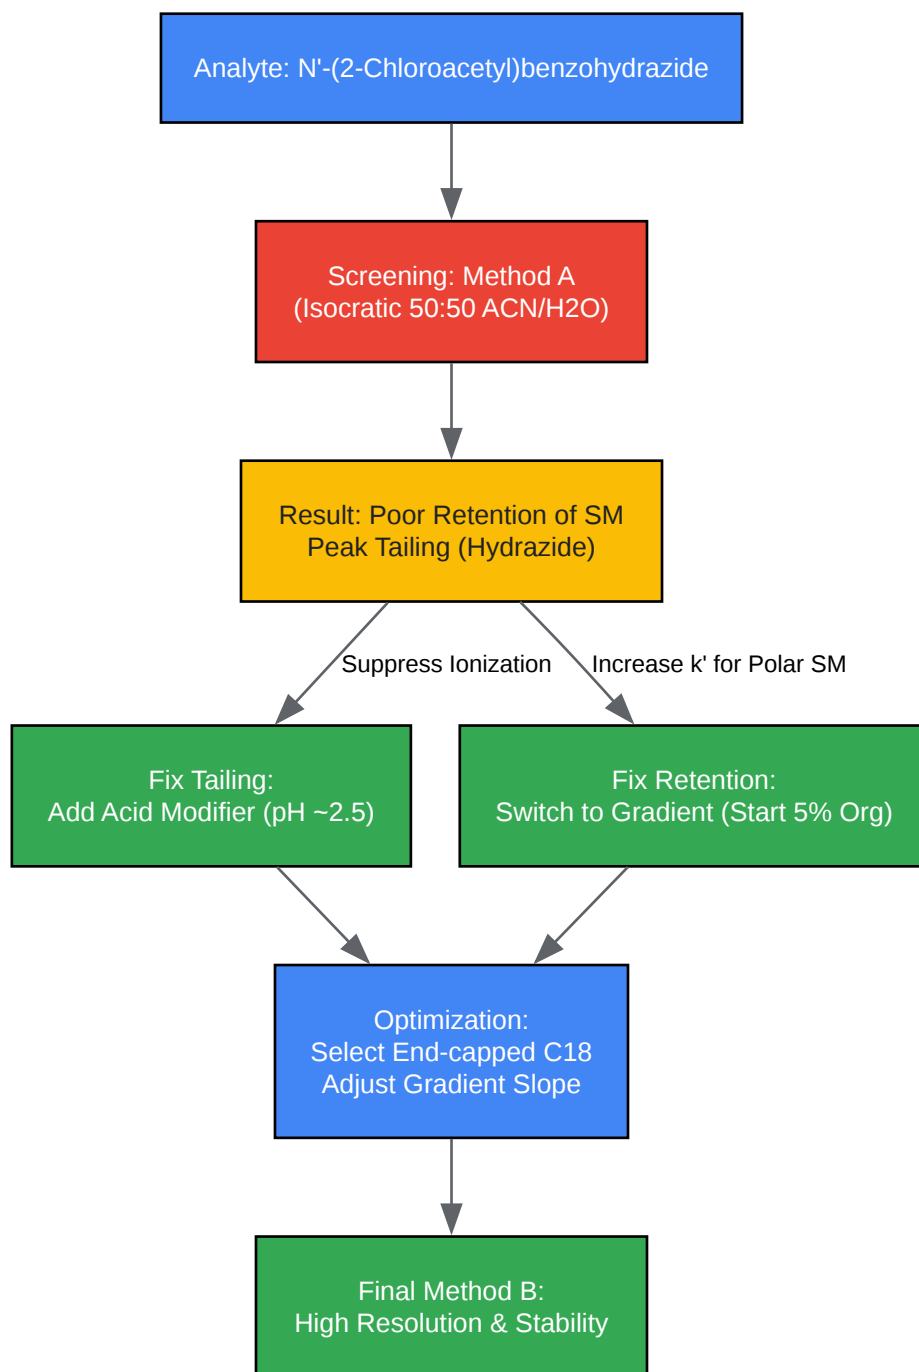 Analyte: N'-(2-Chloroacetyl)benzohydrazide
Screening: Method A
(Isocratic 50:50 ACN/H2O)
Result: Poor Retention of SM
Peak Tailing (Hydrazide)
Suppress Ionization
Increase k' for Polar SM
Fix Tailing:
Add Acid Modifier (pH ~2.5)
Fix Retention:
Switch to Gradient (Start 5% Org)
Optimization:
Select End-capped C18
Adjust Gradient Slope
Final Method B:
High Resolution & Stability